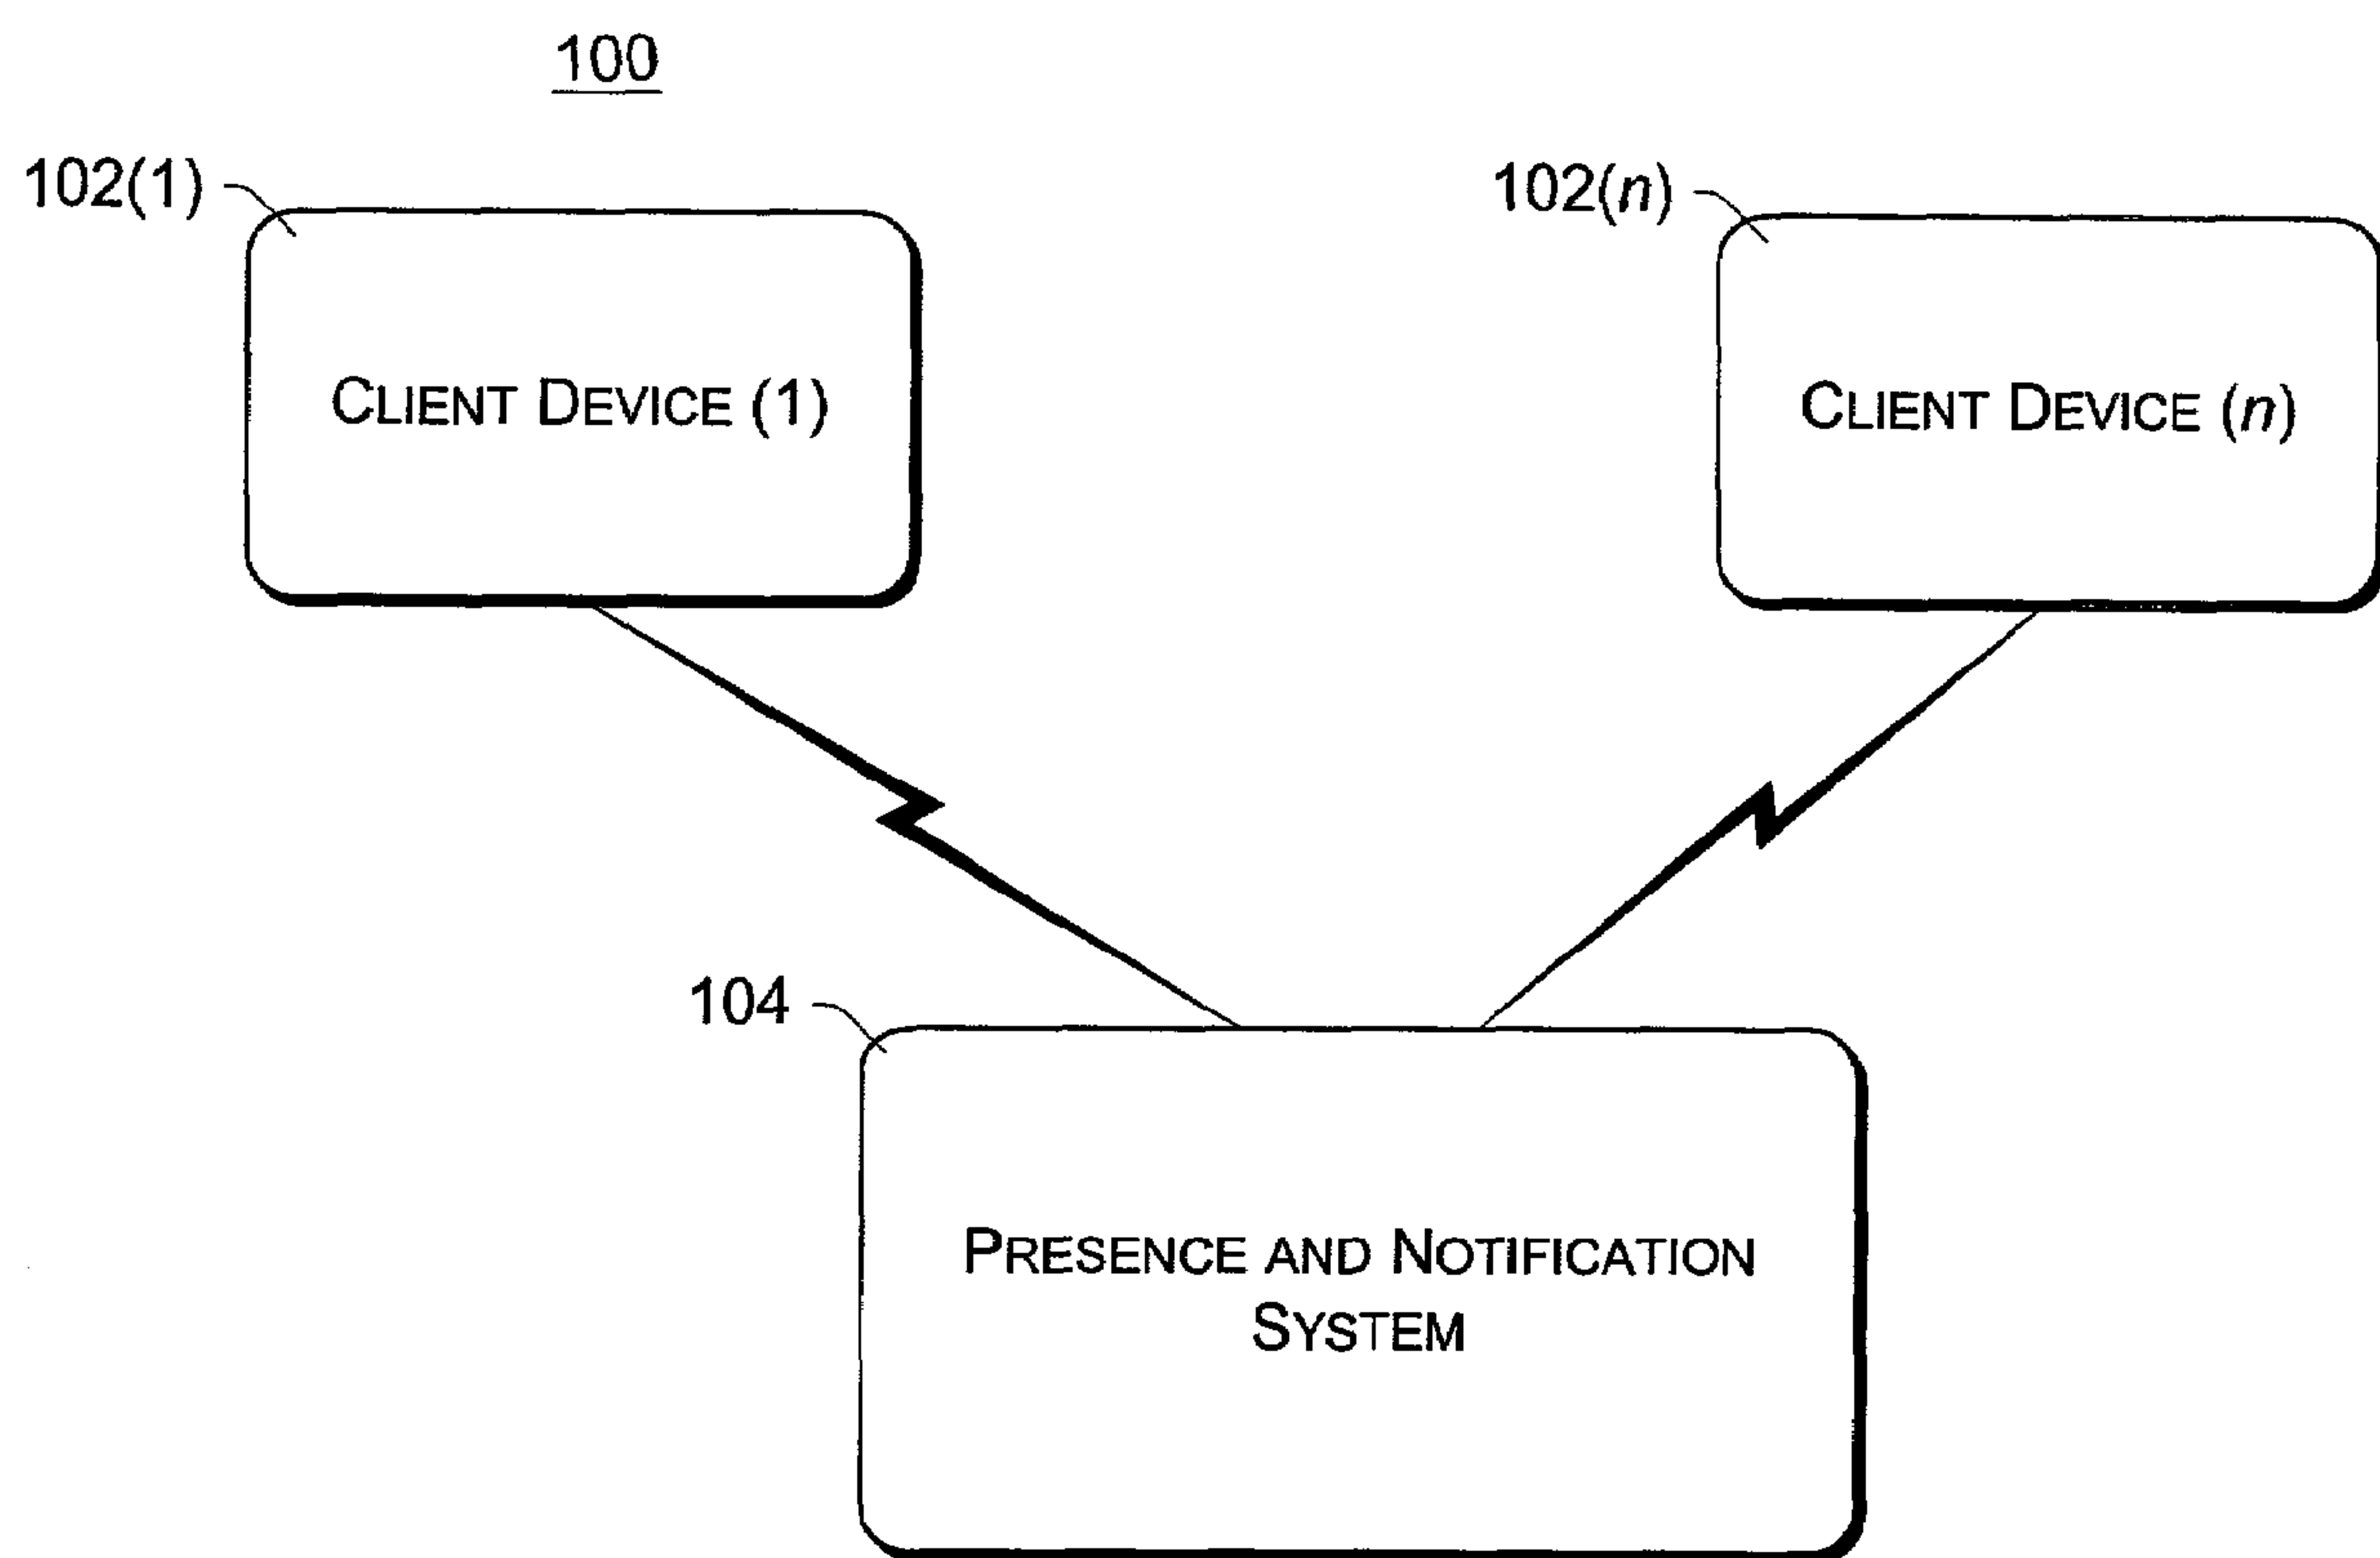 100
102(1)
102(n)
CLIENT DEVICE (1)
CLIENT DEVICE (n)
104
PRESENCE AND NOTIFICATION
SYSTEM